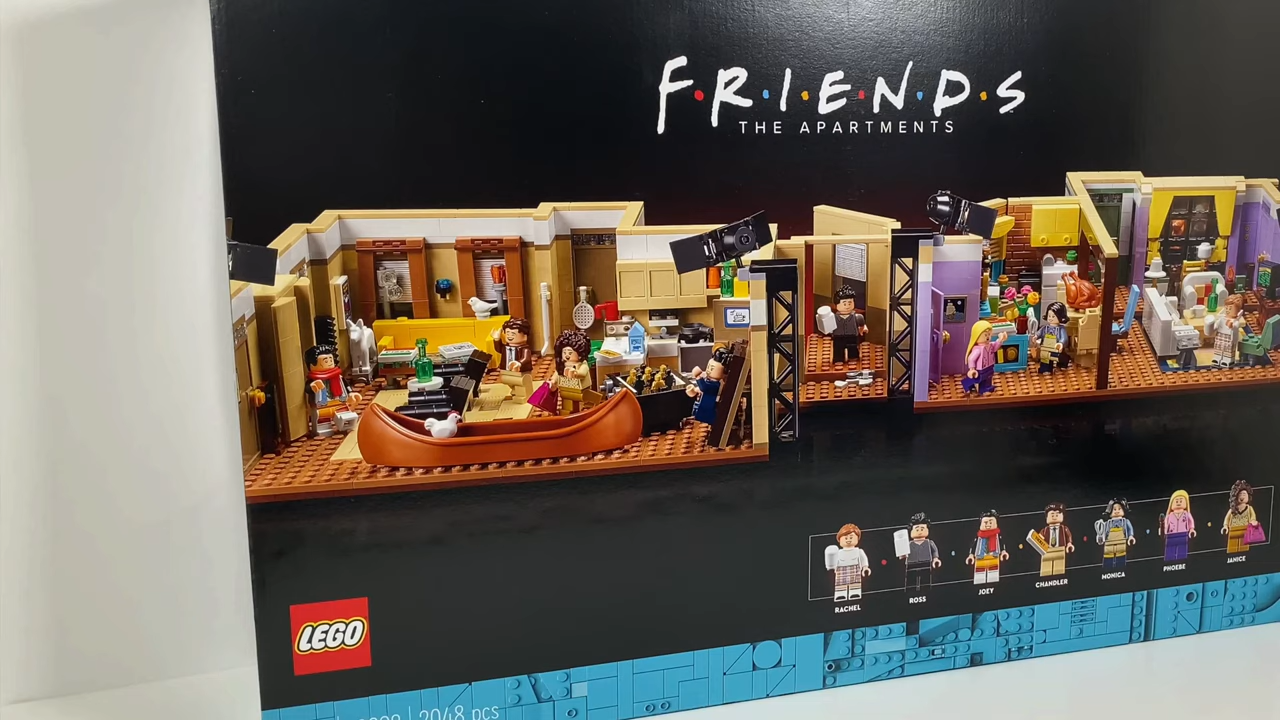 F•R•I•E•N•D•S
THE APARTMENTS
RACHEL
ROSS
JOEY
CHANDLER
MONICA
PHOEBE
JANICE
LEGO
2048 pcs